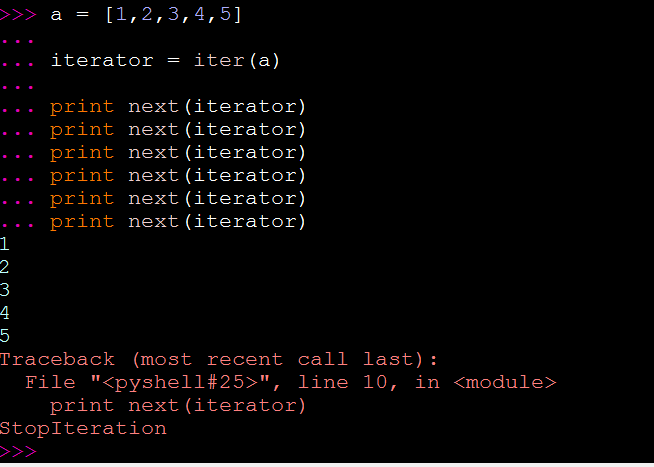 >>> a = [1,2,3,4,5]
...
... iterator = iter(a)
...
... print next(iterator)
... print next(iterator)
... print next(iterator)
... print next(iterator)
... print next(iterator)
... print next(iterator)
1
2
3
4
5
Traceback (most recent call last):
  File "<pyshell#25>", line 10, in <module>
    print next(iterator)
StopIteration
>>>